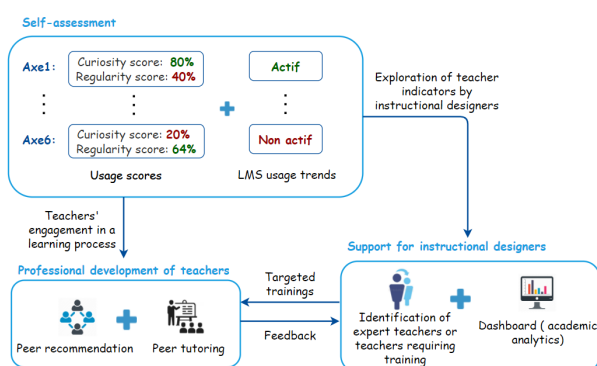 Self-assessment
Axe1:
Curiosity score: 80%
Regularity score: 40%
Actif
Axe6:
Curiosity score: 20%
Regularity score: 64%
Non actif
Usage scores
LMS usage trends
Exploration of teacher
indicators by
instructional designers
Teachers'
engagement in a
learning process
Professional development of teachers
Peer recommendation
Peer tutoring
Targeted
trainings
Feedback
Support for instructional designers
Identification of
expert teachers or
teachers requiring
training
Dashboard ( academic
analytics)